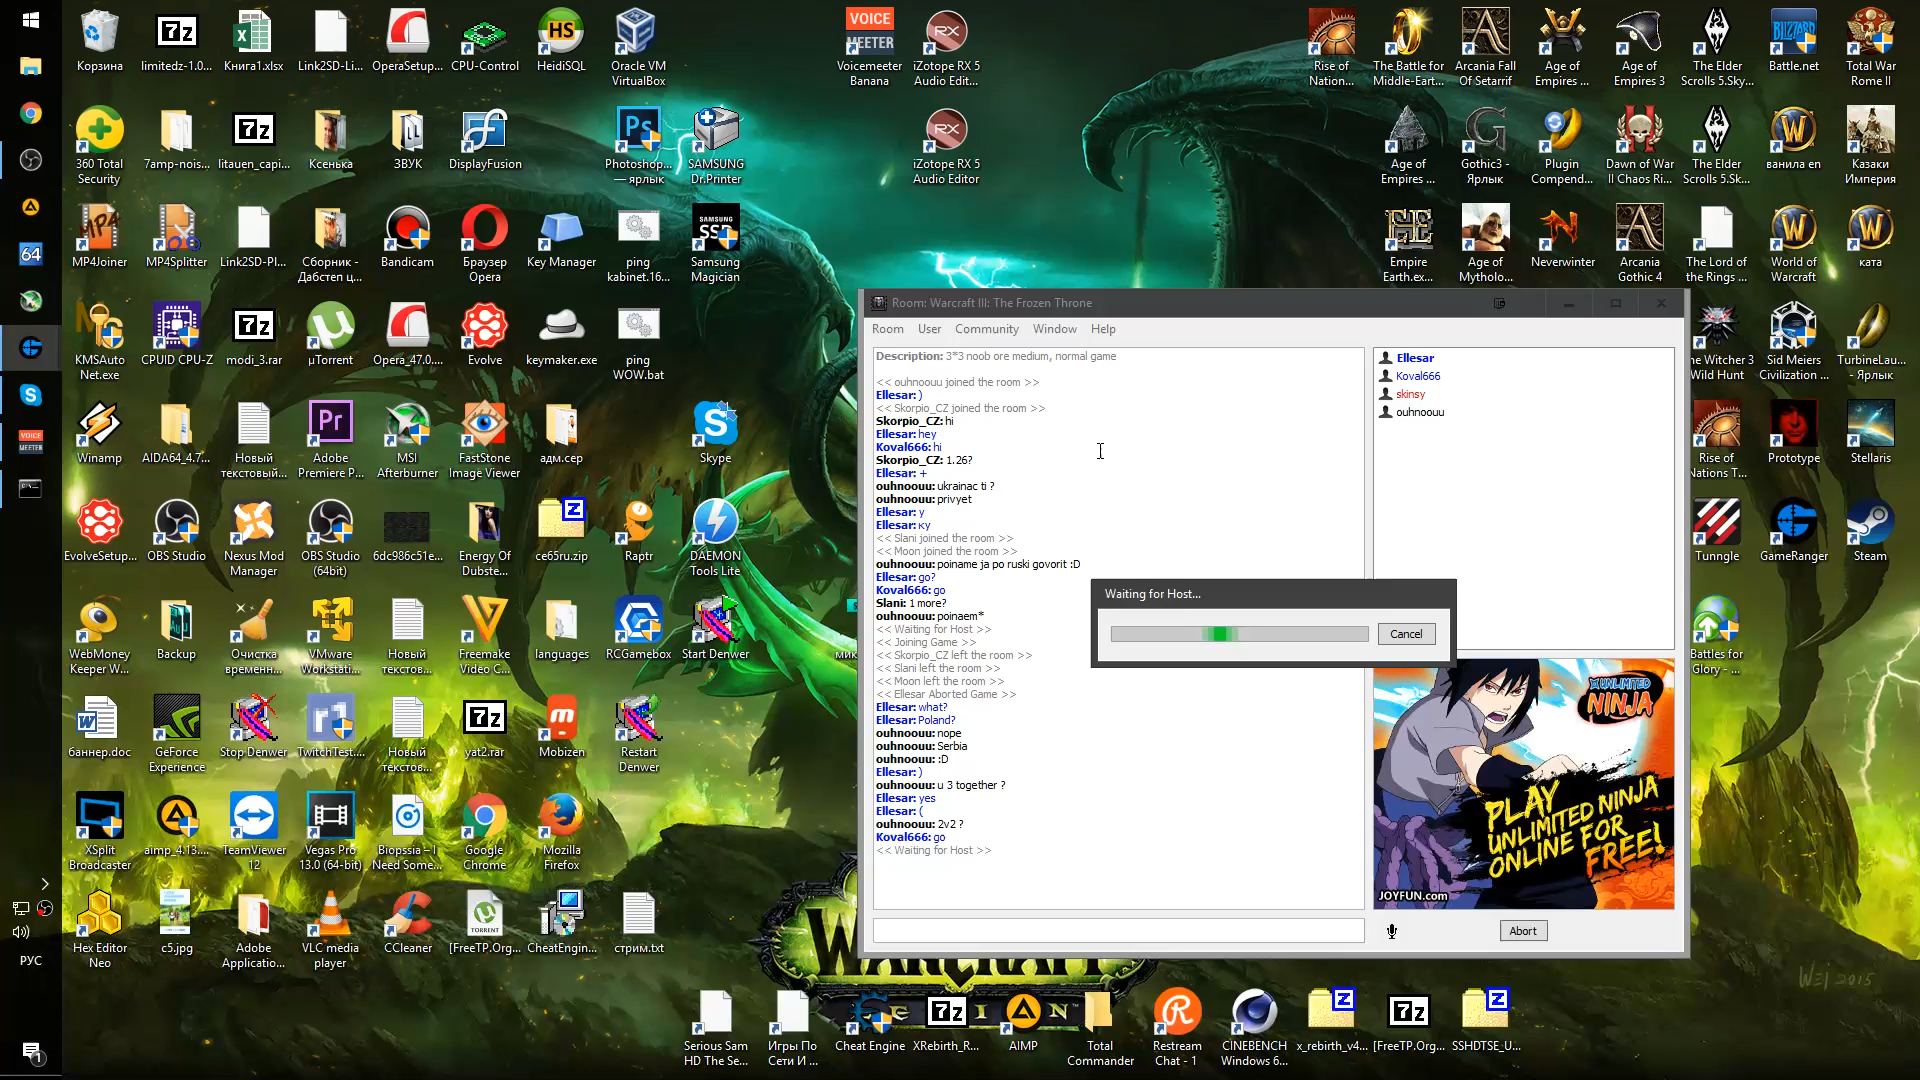 Корзина
limitedz-1.0...
Книга1.xlsx
Link2SD-Li...
OperaSetup...
CPU-Control
HeidiSQL
Oracle VM
VirtualBox
VOICE
MEETER
Voicemeeter
Banana
iZotope RX 5
Audio Edit...
Rise of
Nation...
The Battle for
Middle-Eart...
Arcania Fall
Of Setarrif
Age of
Empires ...
Age of
Empires 3
The Elder
Scrolls 5.Sky...
Battle.net
Total War
Rome II
360 Total
Security
7amp-nois...
litauen_capi...
Ксенька
ЗВУК
DisplayFusion
Photoshop...
— ярлык
SAMSUNG
Dr.Printer
iZotope RX 5
Audio Editor
Age of
Empires ...
Gothic3 -
Ярлык
Plugin
Compend...
Dawn of War
II Chaos Ri...
The Elder
Scrolls 5.Sk...
ванила en
Казаки
Империя
MP4Joiner
MP4Splitter
Link2SD-Pl...
Сборник -
Дабстеп ц...
Bandicam
Браузер
Opera
Key Manager
ping
kabinet.16...
SAMSUNG
SSD
Samsung
Magician
Empire
Earth.ex...
Age of
Mytholo...
Neverwinter
Arcania
Gothic 4
The Lord of
the Rings ...
World of
Warcraft
ката
KMSAuto
Net.exe
CPUID CPU-Z
modi_3.rar
µTorrent
Opera_47.0....
Evolve
keymaker.exe
ping
WOW.bat
Room: Warcraft III: The Frozen Throne
Room
User
Community
Window
Help
Description: 3*3 noob ore medium, normal game
<< ouhnoouu joined the room >>
Ellesar: )
<< Skorpio_CZ joined the room >>
Skorpio_CZ: hi
Ellesar: hey
Koval666: hi
Skorpio_CZ: 1.26?
Ellesar: +
ouhnoouu: ukrainac ti ?
ouhnoouu: privyet
Ellesar: y
Ellesar: ку
<< Slani joined the room >>
<< Moon joined the room >>
ouhnoouu: poiname ja po ruski govorit :D
Ellesar: go?
Koval666: go
Slani: 1 more?
ouhnoouu: poinaem*
<< Waiting for Host >>
<< Joining Game >>
<< Skorpio_CZ left the room >>
<< Slani left the room >>
<< Moon left the room >>
<< Ellesar Aborted Game >>
Ellesar: what?
Ellesar: Poland?
ouhnoouu: nope
ouhnoouu: Serbia
ouhnoouu: :D
Ellesar: )
ouhnoouu: u 3 together ?
Ellesar: yes
Ellesar: (
ouhnoouu: 2v2 ?
Koval666: go
<< Waiting for Host >>
Ellesar
Koval666
skinsy
ouhnoouu
Waiting for Host...
Cancel
UNLIMITED
NINJA
PLAY
UNLIMITED NINJA
ONLINE FOR
FREE!
JOYFUN.com
Abort
he Witcher 3
Wild Hunt
Sid Meiers
Civilization ...
TurbineLau...
- Ярлык
Winamp
AIDA64_4.7...
Новый
текстовый...
Adobe
Premiere P...
MSI
Afterburner
FastStone
Image Viewer
адм.сер
Skype
Rise of
Nations T...
Prototype
Stellaris
EvolveSetup...
OBS Studio
Nexus Mod
Manager
OBS Studio
(64bit)
6dc986c51e...
Energy Of
Dubste...
ce65ru.zip
Raptr
DAEMON
Tools Lite
Tunngle
GameRanger
Steam
WebMoney
Keeper W...
Backup
Очистка
временн...
VMware
Workstati...
Новый
текстов...
Freemake
Video C...
languages
RCGamebox
Start Denwer
Battles for
Glory - ...
баннер.doc
GeForce
Experience
Stop Denwer
TwitchTest....
Новый
текстов...
yat2.rar
Mobizen
Restart
Denwer
XSplit
Broadcaster
aimp_4.13....
TeamViewer
12
Vegas Pro
13.0 (64-bit)
Biopssia – I
Need Some...
Google
Chrome
Mozilla
Firefox
Hex Editor
Neo
c5.jpg
Adobe
Applicatio...
VLC media
player
CCleaner
[FreeTP.Org...
CheatEngin...
стрим.txt
РУС
Wei 2015
Serious Sam
HD The Se...
Игры По
Сети И ...
Cheat Engine
XRebirth_R...
AIMP
Total
Commander
Restream
Chat - 1
CINEBENCH
Windows 6...
x_rebirth_v4...
[FreeTP.Org...
SSHDTSE_U...